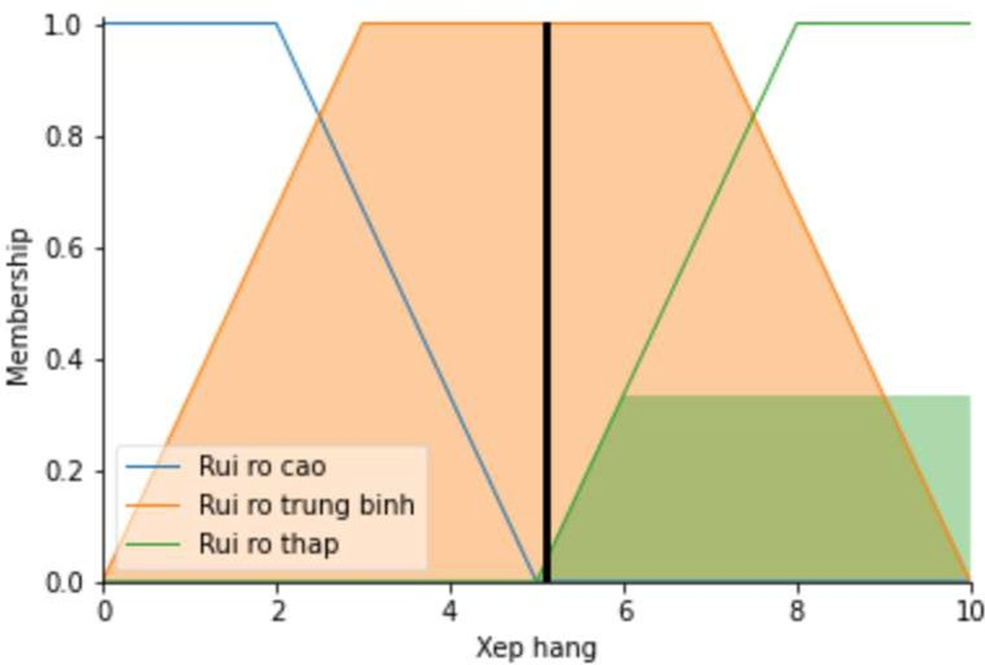 1.0
0.8
0.6
0.4
0.2
0.0
Membership
Rui ro cao
Rui ro trung binh
Rui ro thap
0 2 4 6 8 10
Xep hang